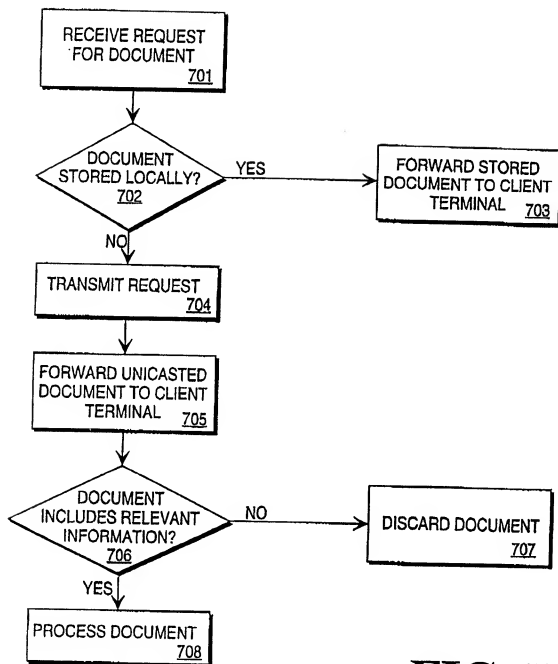 RECEIVE REQUEST
FOR DOCUMENT
701
DOCUMENT
STORED LOCALLY?
702
YES
FORWARD STORED
DOCUMENT TO CLIENT
TERMINAL
703
NO
TRANSMIT REQUEST
704
FORWARD UNICASTED
DOCUMENT TO CLIENT
TERMINAL
705
DOCUMENT
INCLUDES RELEVANT
INFORMATION?
706
NO
DISCARD DOCUMENT
707
YES
PROCESS DOCUMENT
708